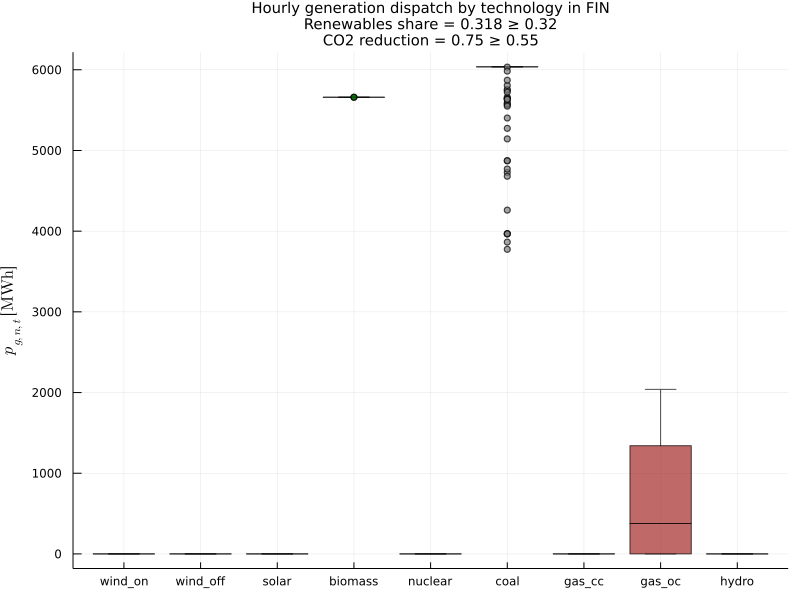 Hourly generation dispatch by technology in FIN
Renewables share = 0.318 ≥ 0.32
CO2 reduction = 0.75 ≥ 0.55
p_{g,n,t} [MWh]
6000
5000
4000
3000
2000
1000
0
wind_on wind_off solar biomass nuclear coal gas_cc gas_oc hydro